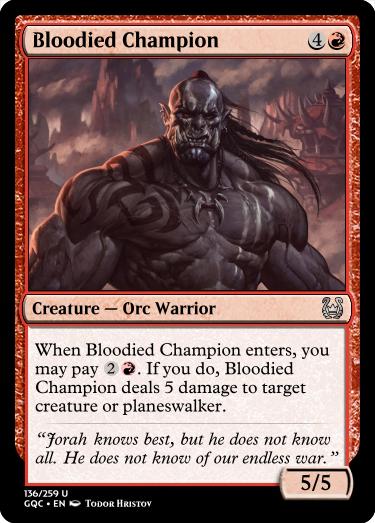 Bloodied Champion 4
Creature — Orc Warrior
When Bloodied Champion enters, you
may pay 2. If you do, Bloodied
Champion deals 5 damage to target
creature or planeswalker.
“Jorah knows best, but he does not know
all. He does not know of our endless war.”
5/5
136/259 U
GQC • EN Todor Hristov